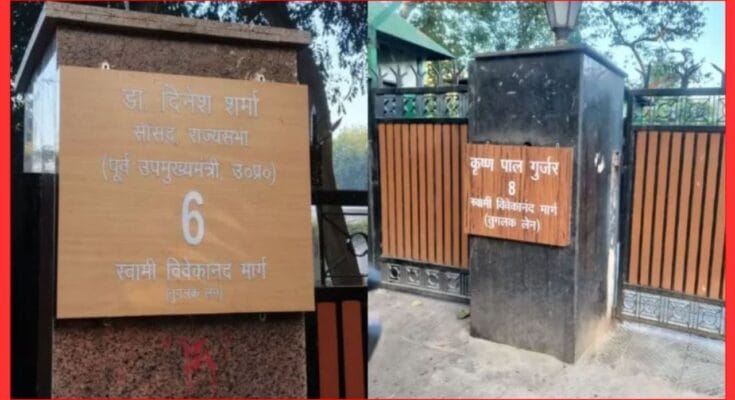 डा. दिनेश शर्मा
सांसद, राज्यसभा
(पूर्व उपमुख्यमंत्री, उ०प्र०)
6
स्वामी विवेकानंद मार्ग
(तुगलक लेन)
कृष्ण पाल गुर्जर
8
स्वामी विवेकानंद मार्ग
(तुगलक लेन)